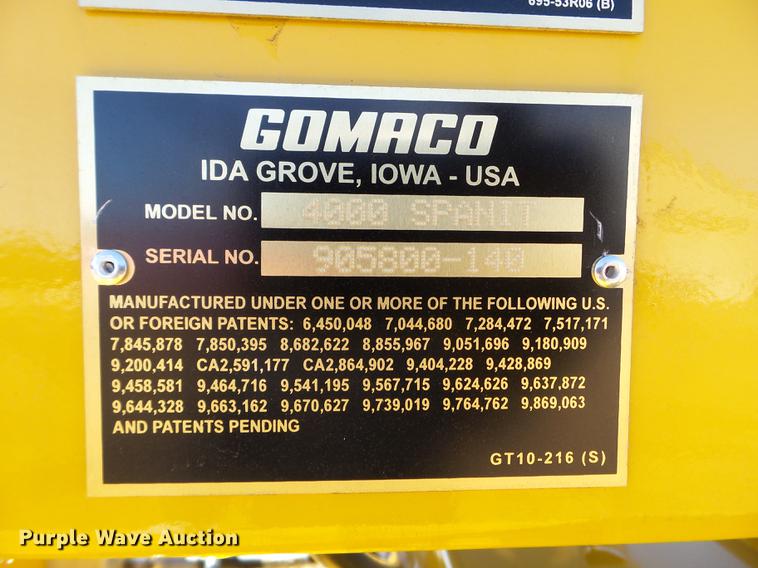 695-53R06 (B)
GOMACO
IDA GROVE, IOWA - USA
MODEL NO. 4000 SPANIT
SERIAL NO. 905800-140
MANUFACTURED UNDER ONE OR MORE OF THE FOLLOWING U.S.
OR FOREIGN PATENTS: 6,450,048 7,044,680 7,284,472 7,517,171
7,845,878 7,850,395 8,682,622 8,855,967 9,051,696 9,180,909
9,200,414 CA2,591,177 CA2,864,902 9,404,228 9,428,869
9,458,581 9,464,716 9,541,195 9,567,715 9,624,626 9,637,872
9,644,328 9,663,162 9,670,627 9,739,019 9,764,762 9,869,063
AND PATENTS PENDING
GT10-216 (S)
Purple Wave Auction